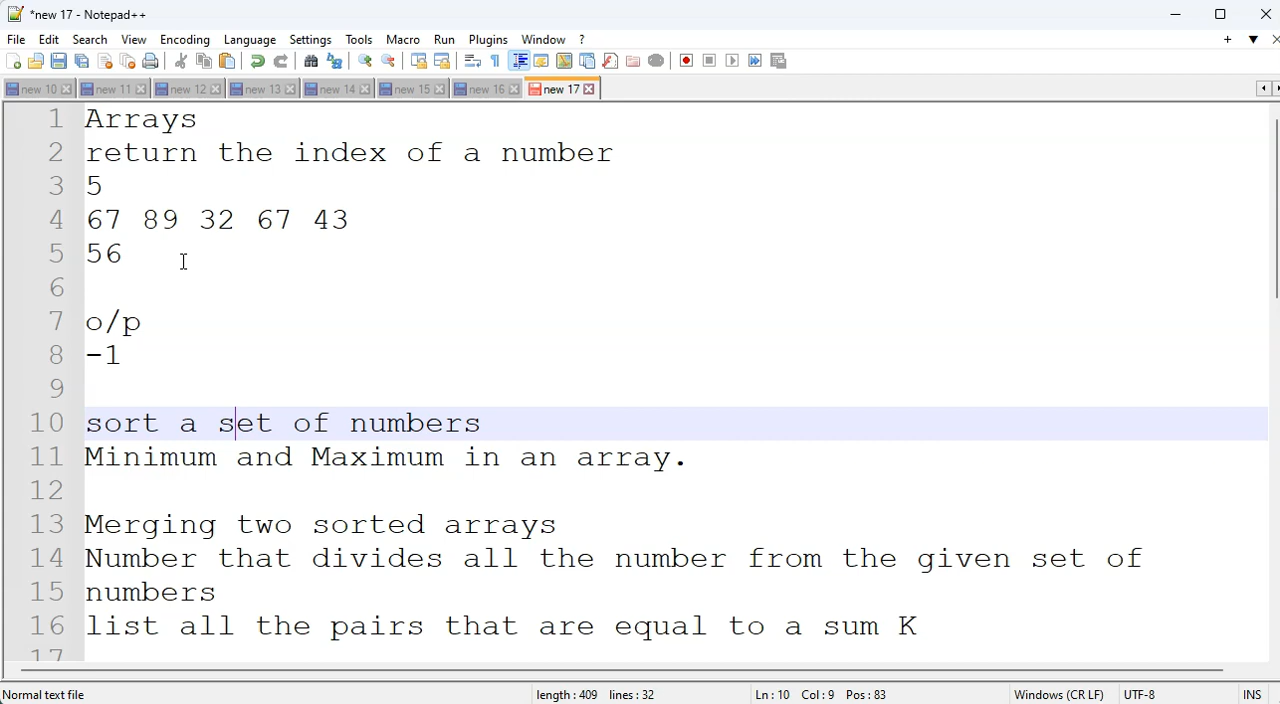 *new 17 - Notepad++
File Edit Search View Encoding Language Settings Tools Macro Run Plugins Window ?
new 10 new 11 new 12 new 13 new 14 new 15 new 16 new 17
1 Arrays
2 return the index of a number
3 5
4 67 89 32 67 43
5 56
6
7 o/p
8 -1
9
10 sort a set of numbers
11 Minimum and Maximum in an array.
12
13 Merging two sorted arrays
14 Number that divides all the number from the given set of
15 numbers
16 list all the pairs that are equal to a sum K
17
Normal text file length : 409 lines : 32 Ln : 10 Col : 9 Pos : 83 Windows (CR LF) UTF-8 INS